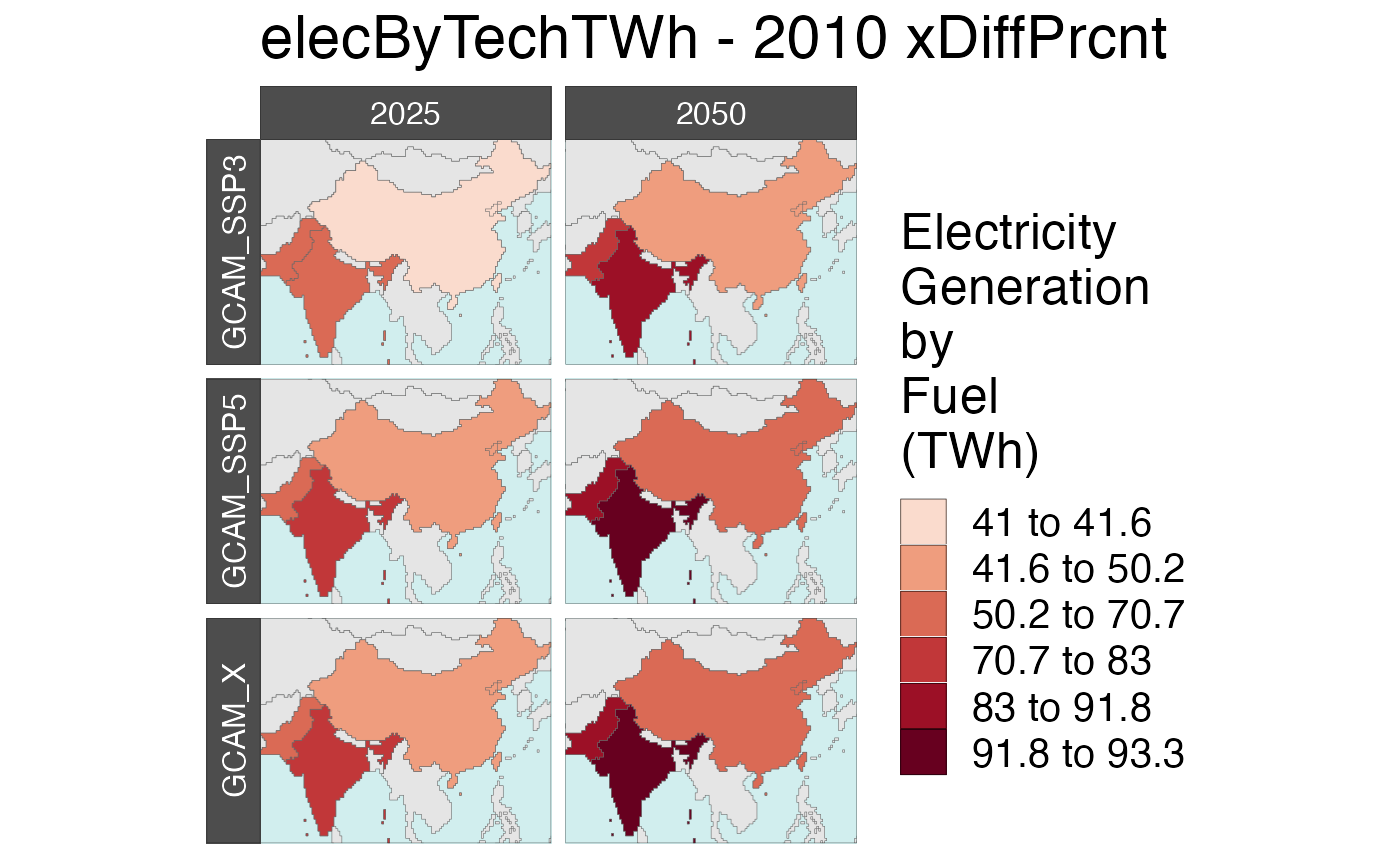 elecByTechTWh - 2010 xDiffPrcnt
2025
2050
GCAM_SSP3
GCAM_SSP5
GCAM_X
Electricity
Generation
by
Fuel
(TWh)
41 to 41.6
41.6 to 50.2
50.2 to 70.7
70.7 to 83
83 to 91.8
91.8 to 93.3